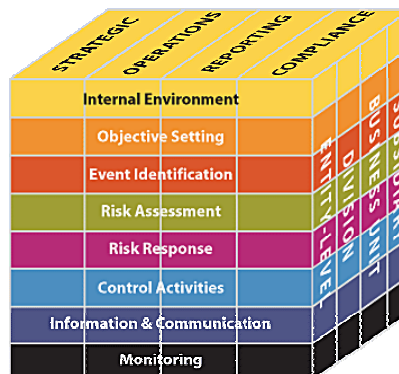 STRATEGIC
OPERATIONS
REPORTING
COMPLIANCE
Internal Environment
Objective Setting
Event Identification
Risk Assessment
Risk Response
Control Activities
Information & Communication
Monitoring
ENTITY-LEVEL
DIVISION
BUSINESS UNIT
SUBSIDIARY